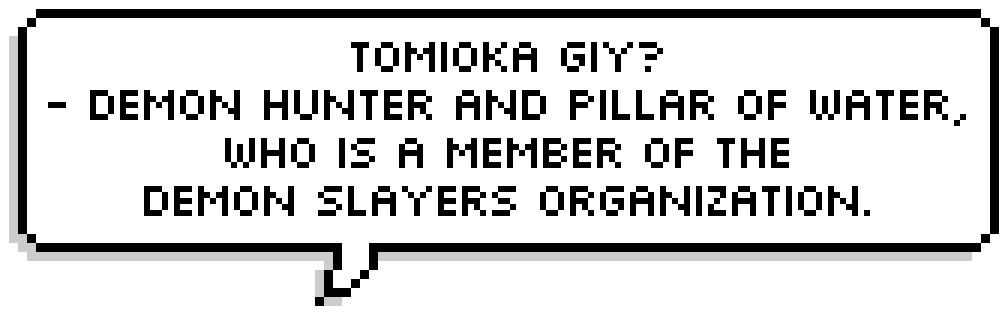 TOMIOKA GIY?
- DEMON HUNTER AND PILLAR OF WATER,
WHO IS A MEMBER OF THE
DEMON SLAYERS ORGANIZATION.